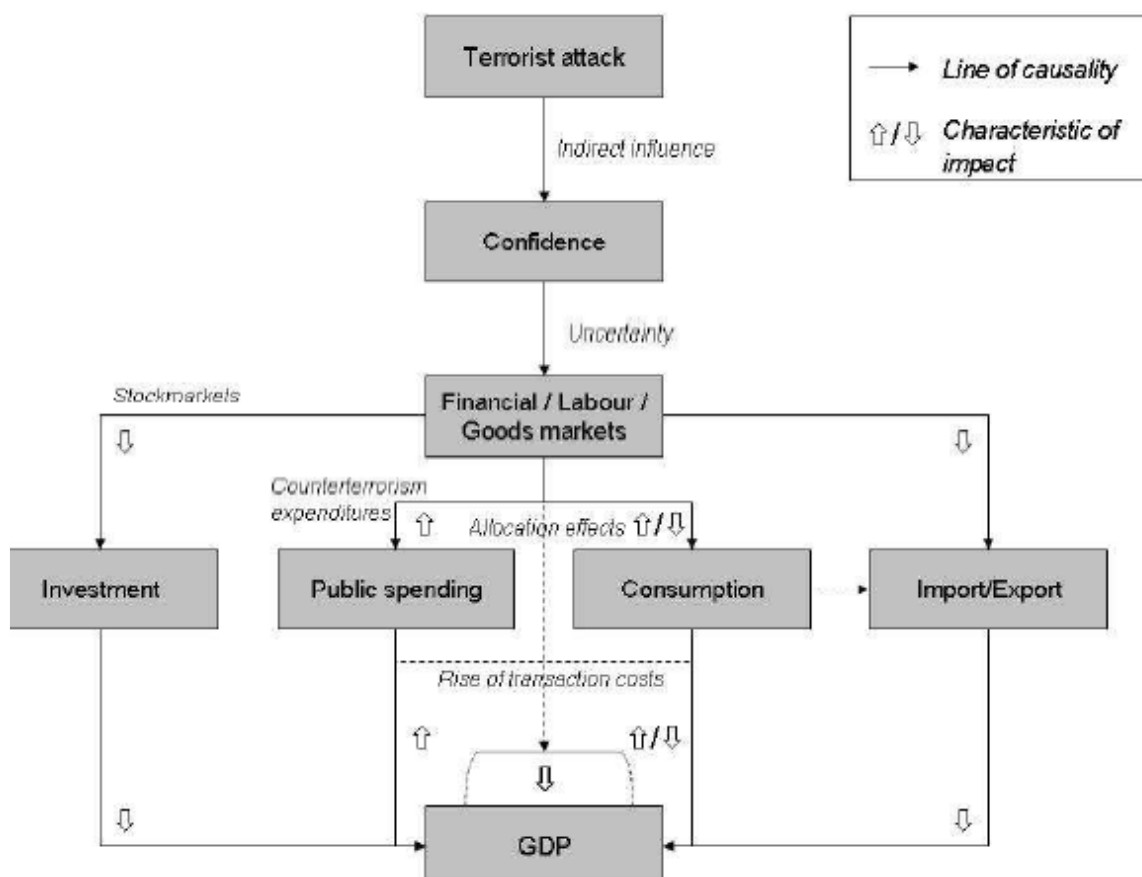 Terrorist attack
Line of causality
⇧/⇩ Characteristic of
impact
Indirect influence
Confidence
Uncertainty
Stockmarkets
Financial / Labour /
Goods markets
⇩
⇩
Counterterrorism
expenditures
⇧
Allocation effects ⇧/⇩
Investment
Public spending
Consumption
Import/Export
Rise of transaction costs
⇧
⇧/⇩
⇩
⇩
⇩
GDP